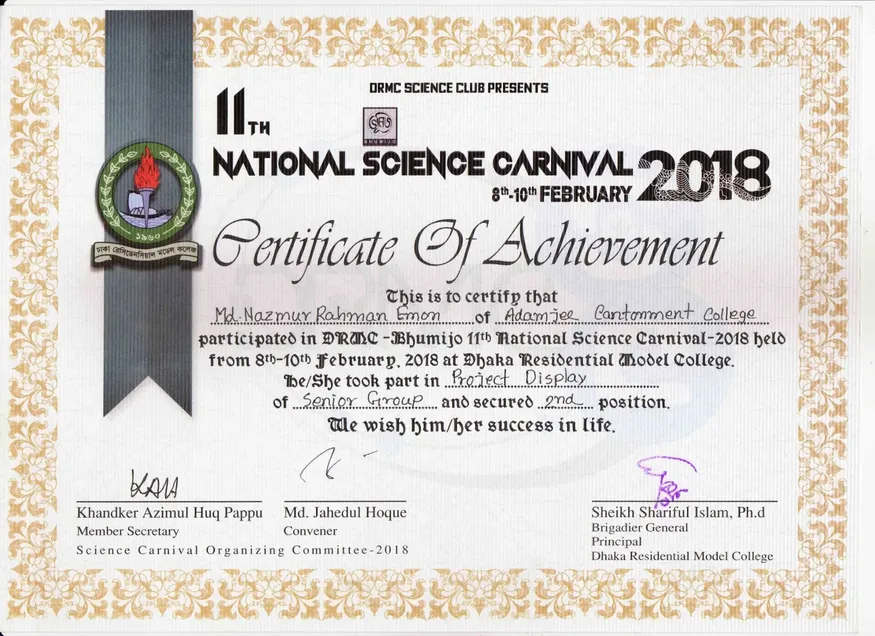 DRMC SCIENCE CLUB PRESENTS
11TH
NATIONAL SCIENCE CARNIVAL 2018
8th-10th FEBRUARY
Certificate Of Achievement
This is to certify that
Md. Nazmur Rahman Emon of Adamjee Cantonment College
participated in DRMC -Bhumijo 11th National Science Carnival-2018 held
from 8th-10th February, 2018 at Dhaka Residential Model College.
He/She took part in Project Display
of Senior Group and secured 2nd position.
We wish him/her success in life.
১৯৬০
ঢাকা রেসিডেনসিয়াল মডেল কলেজ
Khandker Azimul Huq Pappu
Member Secretary
Md. Jahedul Hoque
Convener
Science Carnival Organizing Committee-2018
Sheikh Shariful Islam, Ph.d
Brigadier General
Principal
Dhaka Residential Model College